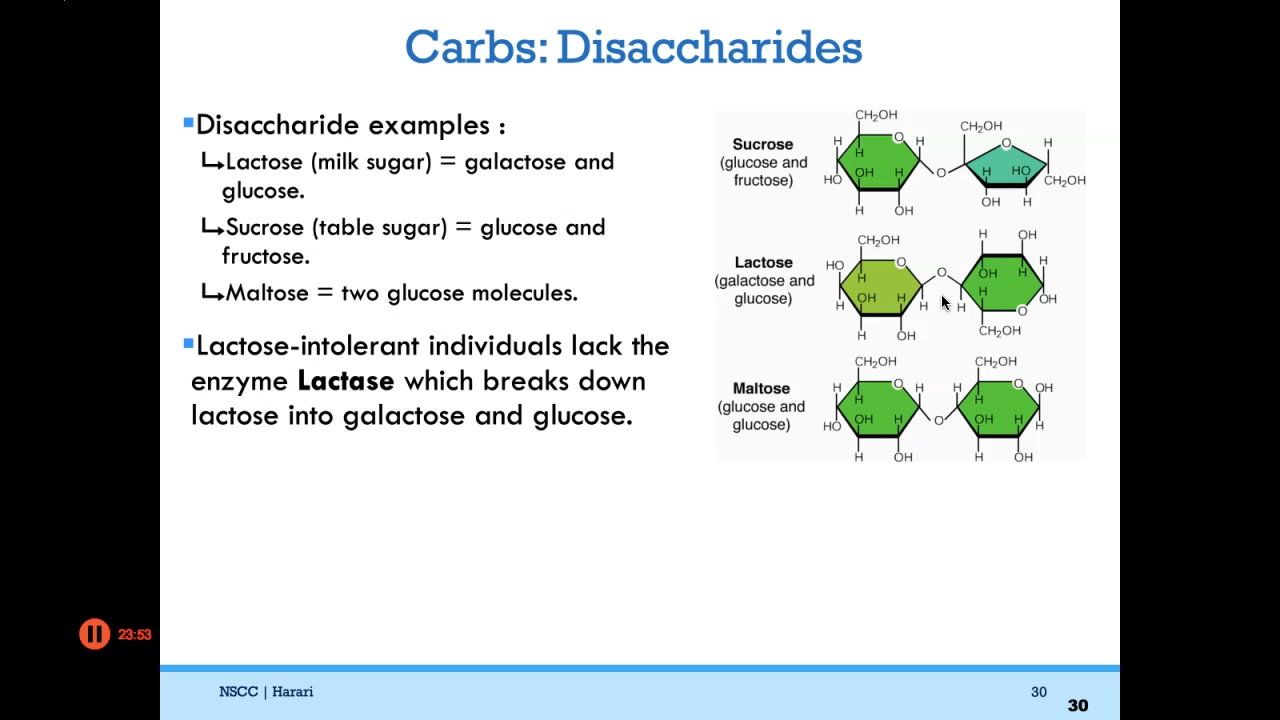 Carbs: Disaccharides
▪Disaccharide examples :
↳Lactose (milk sugar) = galactose and
glucose.
↳Sucrose (table sugar) = glucose and
fructose.
↳Maltose = two glucose molecules.
▪Lactose-intolerant individuals lack the
enzyme Lactase which breaks down
lactose into galactose and glucose.
Sucrose
(glucose and
fructose)
CH₂OH
O
H
H
H
OH
H
HO
H
OH
O
CH₂OH
O
H
H
HO
CH₂OH
OH
H
Lactose
(galactose and
glucose)
CH₂OH
HO
O
H
OH
H
H
H
H
OH
O
H
OH
H
OH
H
H
H
OH
O
CH₂OH
Maltose
(glucose and
glucose)
CH₂OH
H
O
H
H
OH
H
HO
H
OH
O
CH₂OH
H
O
OH
H
OH
H
H
H
OH
23:53
NSCC | Harari
30
30